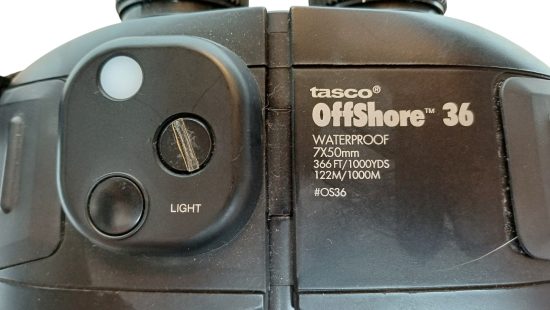 tasco®
OffShore™ 36
WATERPROOF
7X50mm
366 FT/1000YDS
122M/1000M
#OS36
LIGHT